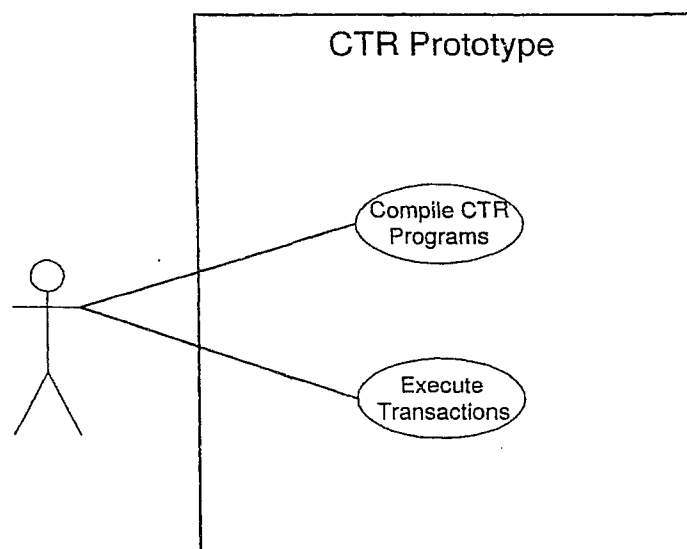 CTR Prototype
Compile CTR
Programs
Execute
Transactions